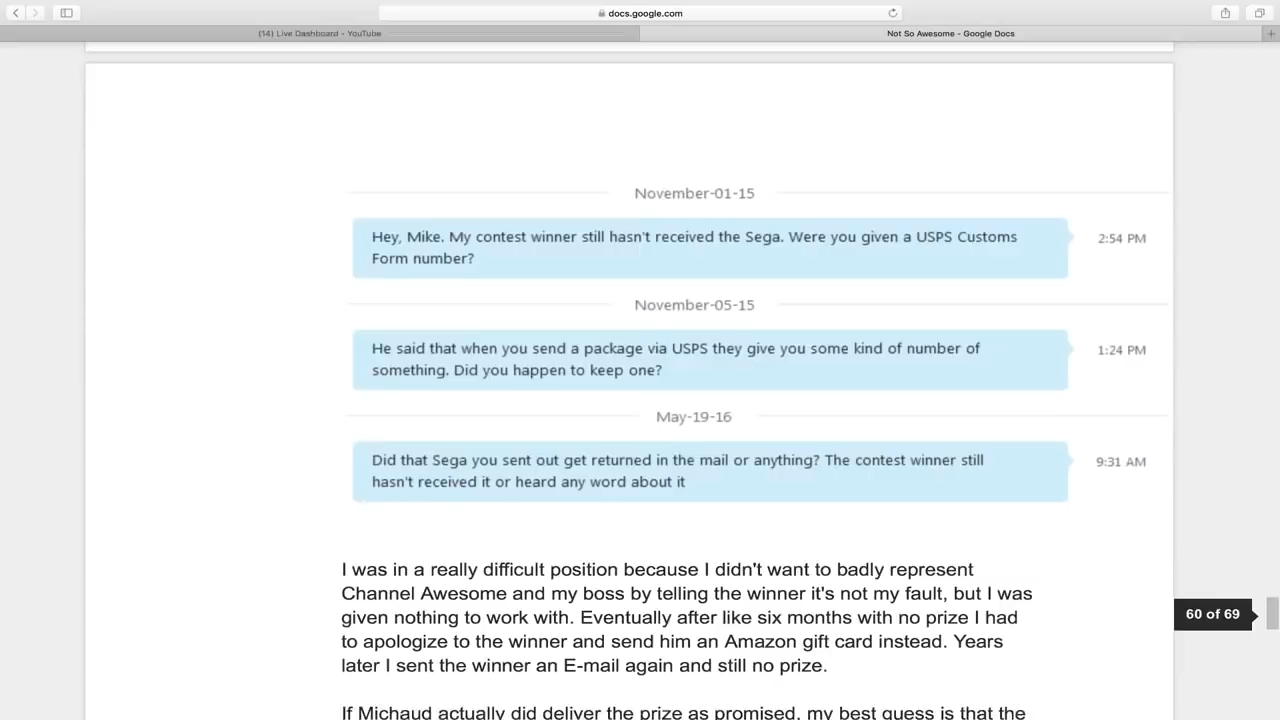 docs.google.com
(14) Live Dashboard - YouTube
Not So Awesome - Google Docs
November-01-15
Hey, Mike. My contest winner still hasn't received the Sega. Were you given a USPS Customs
Form number?
2:54 PM
November-05-15
He said that when you send a package via USPS they give you some kind of number of
something. Did you happen to keep one?
1:24 PM
May-19-16
Did that Sega you sent out get returned in the mail or anything? The contest winner still
hasn't received it or heard any word about it
9:31 AM
I was in a really difficult position because I didn't want to badly represent
Channel Awesome and my boss by telling the winner it's not my fault, but I was
given nothing to work with. Eventually after like six months with no prize I had
to apologize to the winner and send him an Amazon gift card instead. Years
later I sent the winner an E-mail again and still no prize.
60 of 69
If Michaud actually did deliver the prize as promised, my best guess is that the